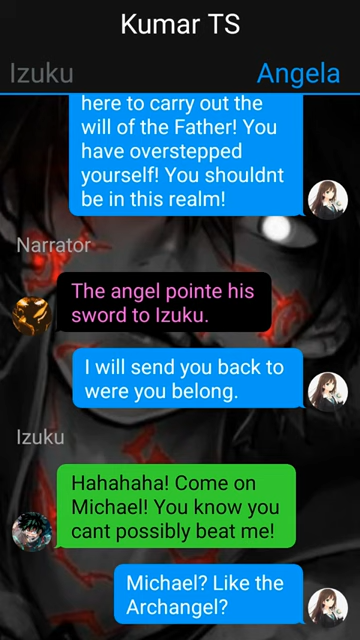 Kumar TS
Izuku Angela
here to carry out the
will of the Father! You
have overstepped
yourself! You shouldnt
be in this realm!
Narrator
The angel pointe his
sword to Izuku.
I will send you back to
were you belong.
Izuku
Hahahaha! Come on
Michael! You know you
cant possibly beat me!
Michael? Like the
Archangel?